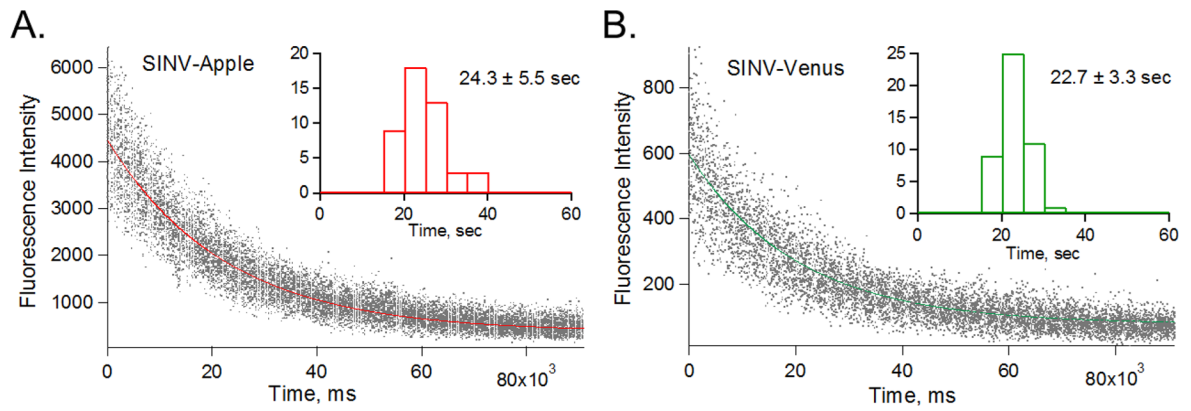 A.
SINV-Apple
24.3 ± 5.5 sec
20
15
10
5
0
0 20 40 60
Time, sec
6000
5000
4000
3000
2000
1000
Fluorescence Intensity
0 20 40 60 80x10³
Time, ms
B.
SINV-Venus
22.7 ± 3.3 sec
25
20
15
10
5
0
0 20 40 60
Time, sec
800
600
400
200
Fluorescence Intensity
0 20 40 60 80x10³
Time, ms